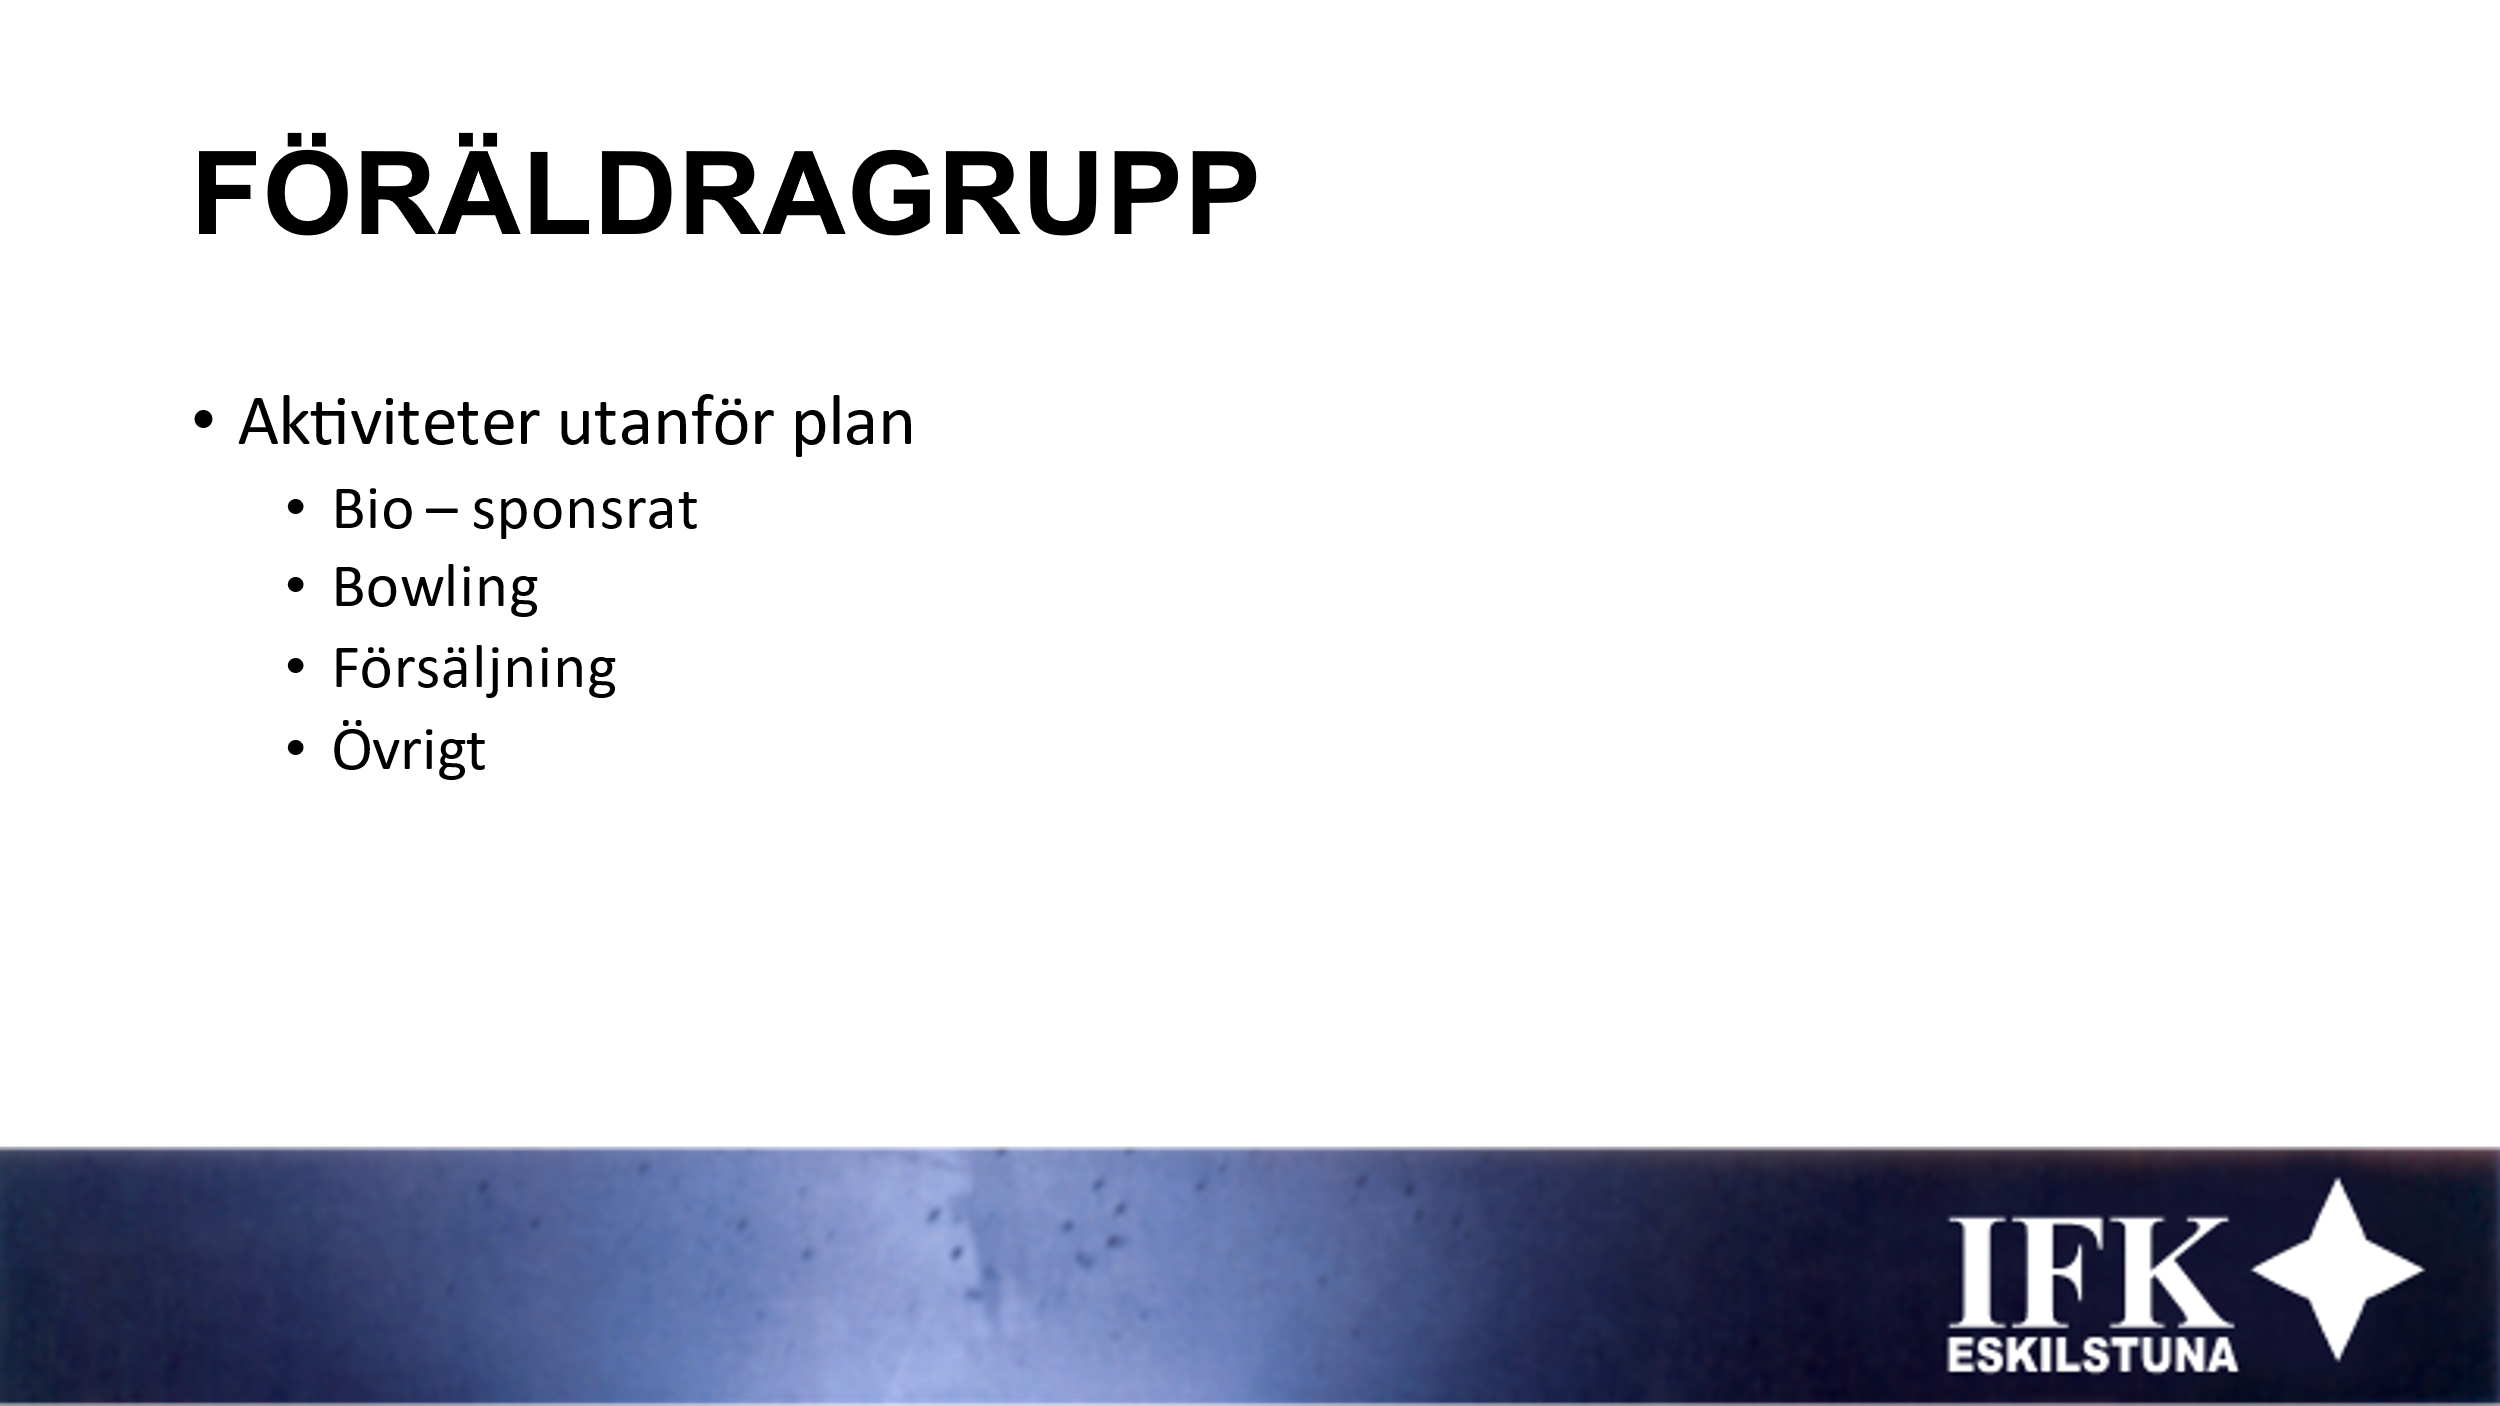 FÖRÄLDRAGRUPP
• Aktiviteter utanför plan
• Bio – sponsrat
• Bowling
• Försäljning
• Övrigt
IFK
ESKILSTUNA